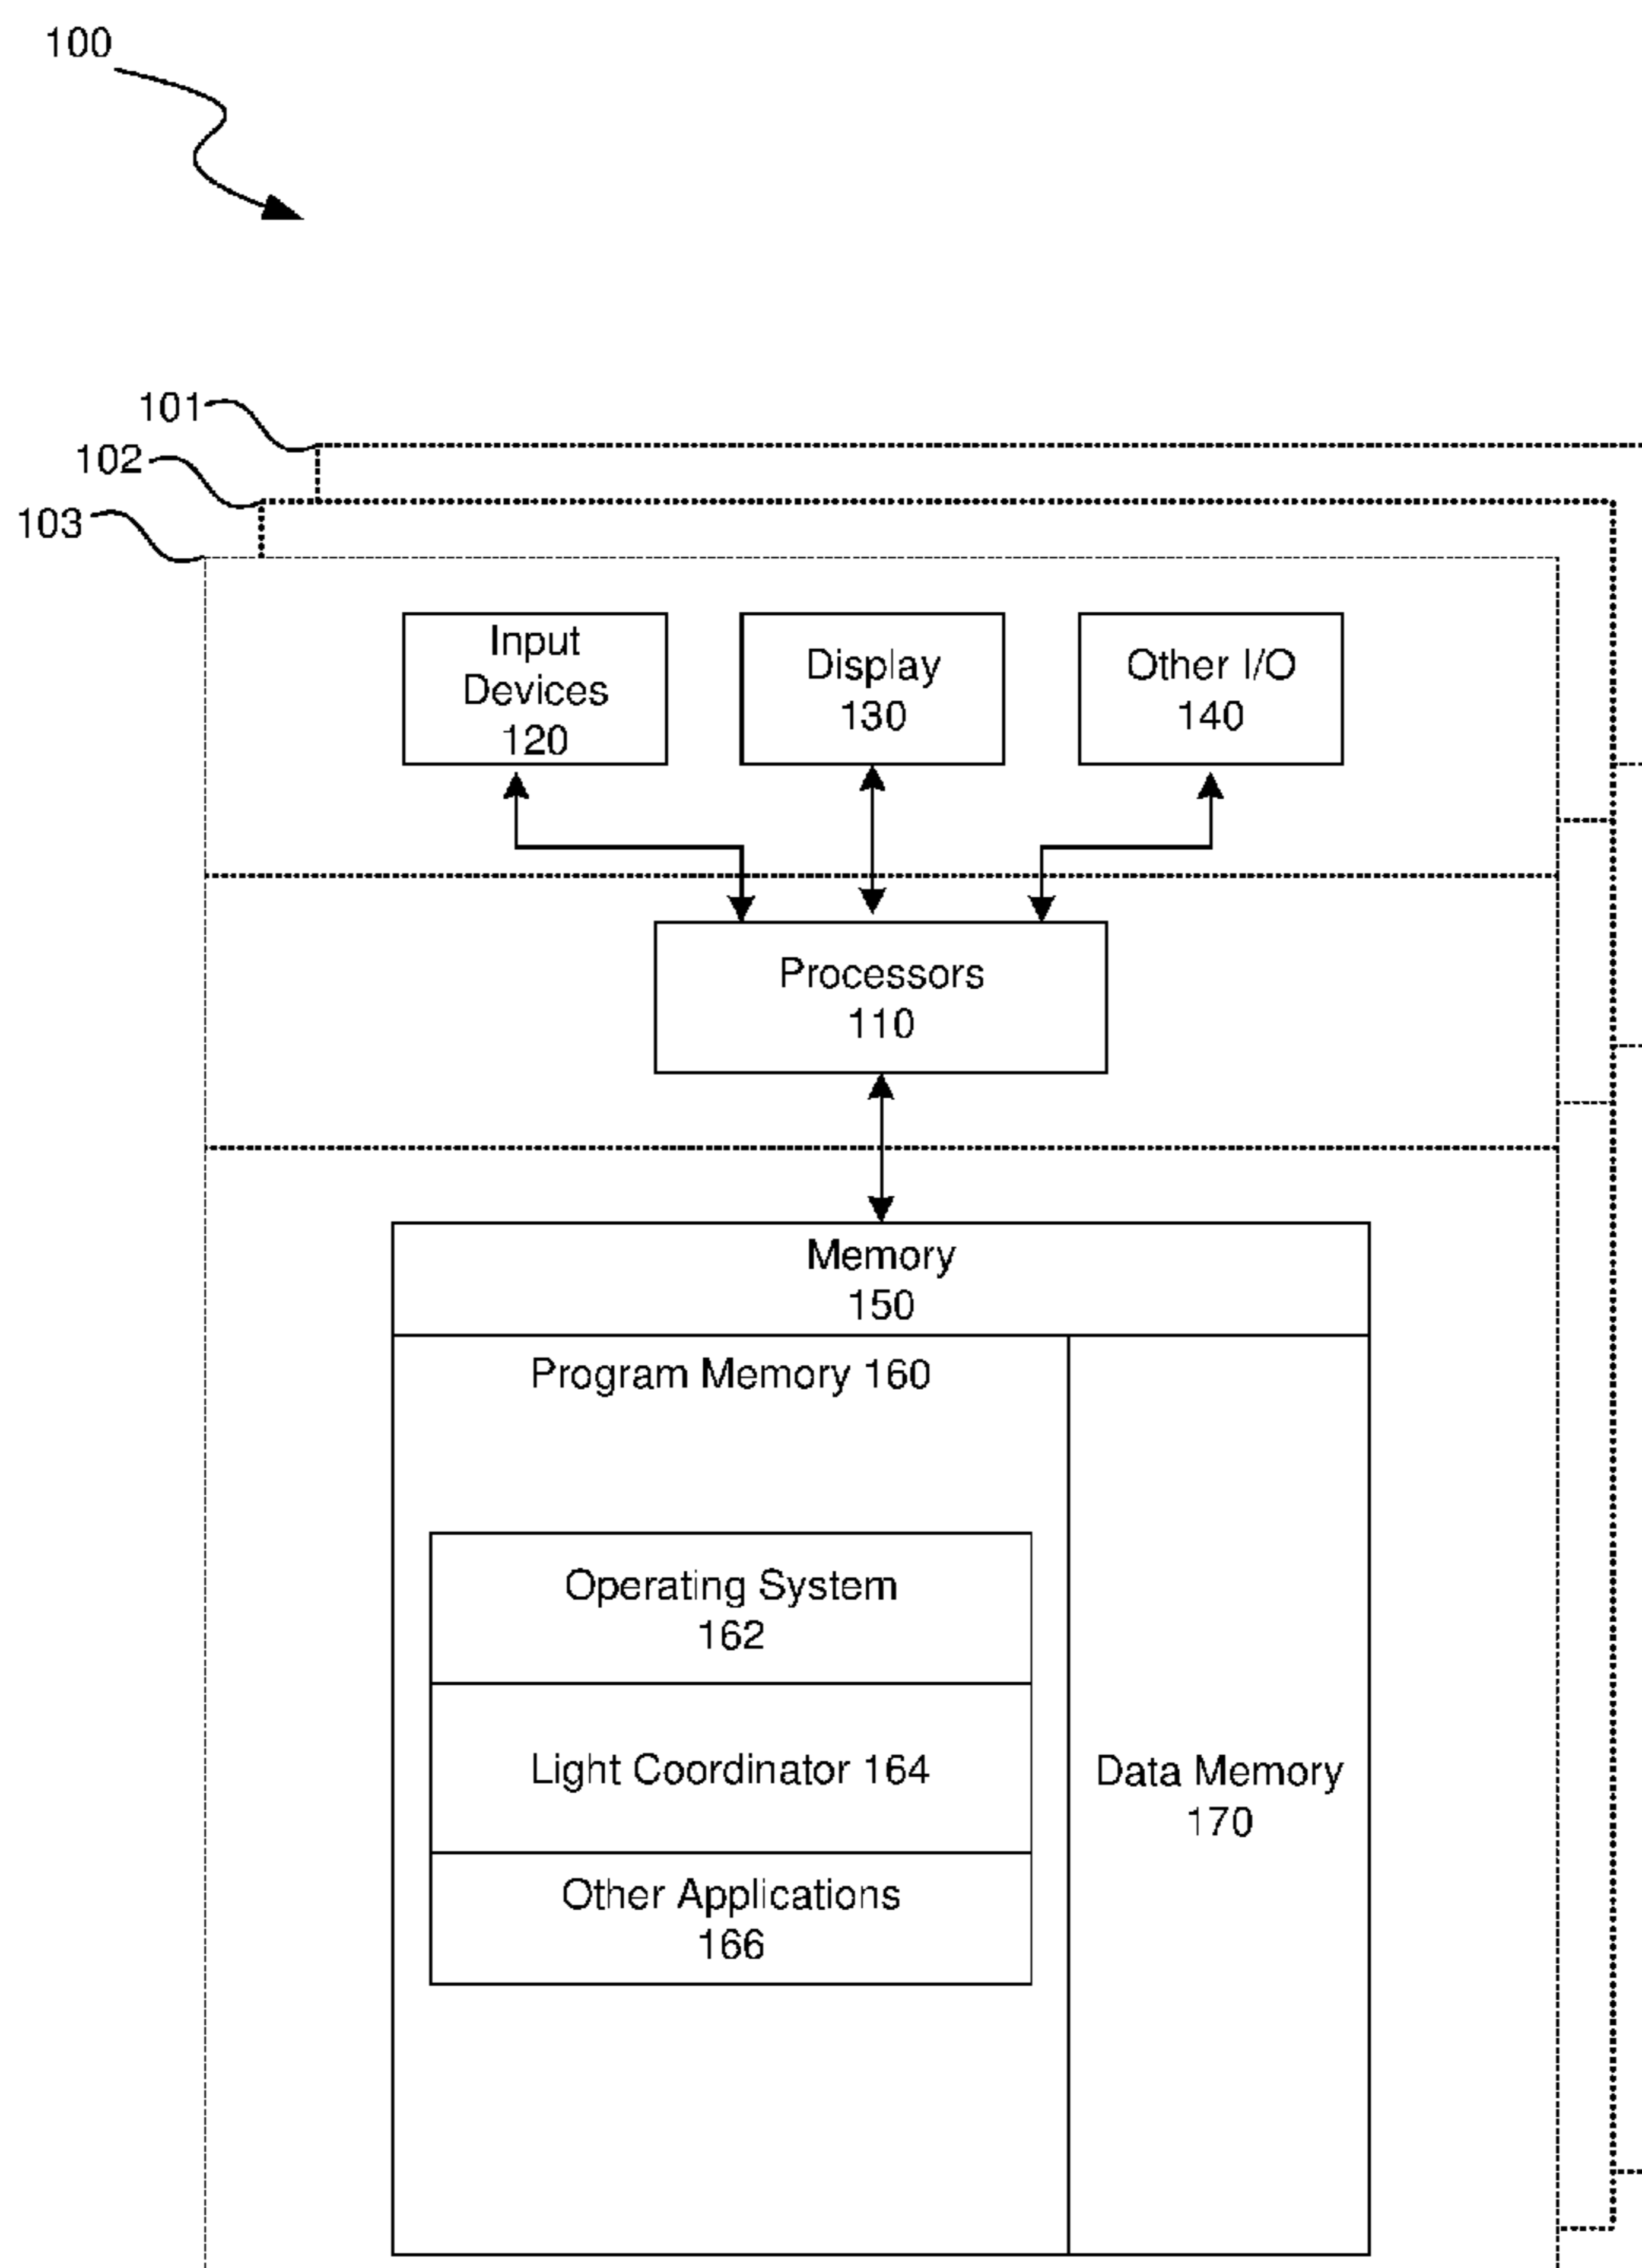 100
101
102
103
Input
Devices
120
Display
130
Other I/O
140
Processors
110
Memory
150
Program Memory 160
Operating System
162
Light Coordinator 164
Other Applications
166
Data Memory
170